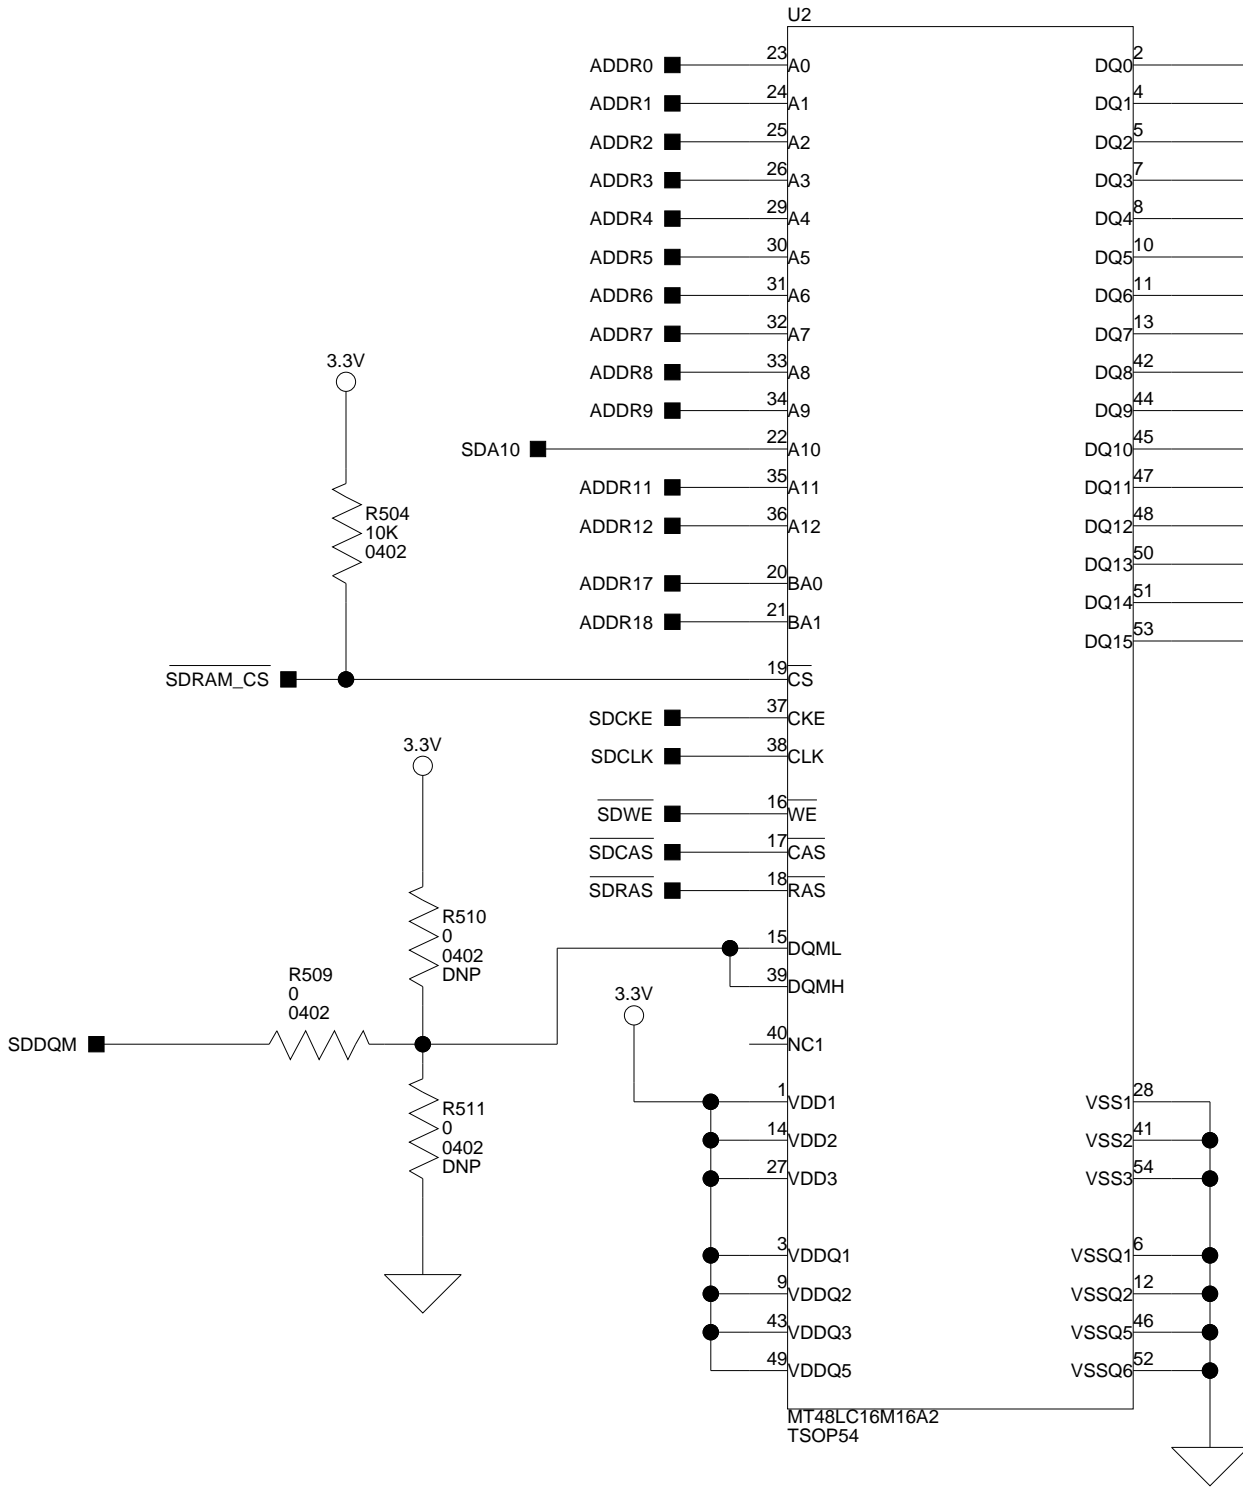 U2
ADDR0 23 A0 DQ0 2
ADDR1 24 A1 DQ1 4
ADDR2 25 A2 DQ2 5
ADDR3 26 A3 DQ3 7
ADDR4 29 A4 DQ4 8
ADDR5 30 A5 DQ5 10
ADDR6 31 A6 DQ6 11
ADDR7 32 A7 DQ7 13
3.3V
ADDR8 33 A8 DQ8 42
ADDR9 34 A9 DQ9 44
SDA10 22 A10 DQ10 45
ADDR11 35 A11 DQ11 47
R504
10K
0402
ADDR12 36 A12 DQ12 48
DQ13 50
ADDR17 20 BA0
DQ14 51
ADDR18 21 BA1
DQ15 53
SDRAM_CS 19 CS
SDCKE 37 CKE
3.3V
SDCLK 38 CLK
SDWE 16 WE
SDCAS 17 CAS
SDRAS 18 RAS
R510
0
0402
DNP
15 DQML
R509
0
0402
39 DQMH
3.3V
SDDQM
40 NC1
1 VDD1 VSS1 28
R511
0
0402
DNP
14 VDD2 VSS2 41
27 VDD3 VSS3 54
3 VDDQ1 VSSQ1 6
9 VDDQ2 VSSQ2 12
43 VDDQ3 VSSQ5 46
49 VDDQ5 VSSQ6 52
MT48LC16M16A2
TSOP54